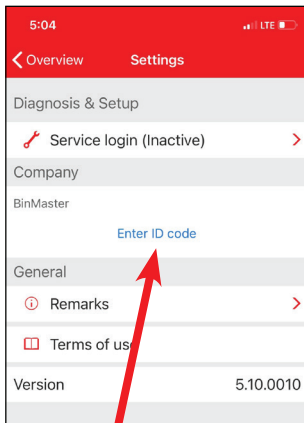 5:04 LTE
Overview Settings
Diagnosis & Setup
Service login (Inactive)
Company
BinMaster
Enter ID code
General
Remarks
Terms of use
Version 5.10.0010